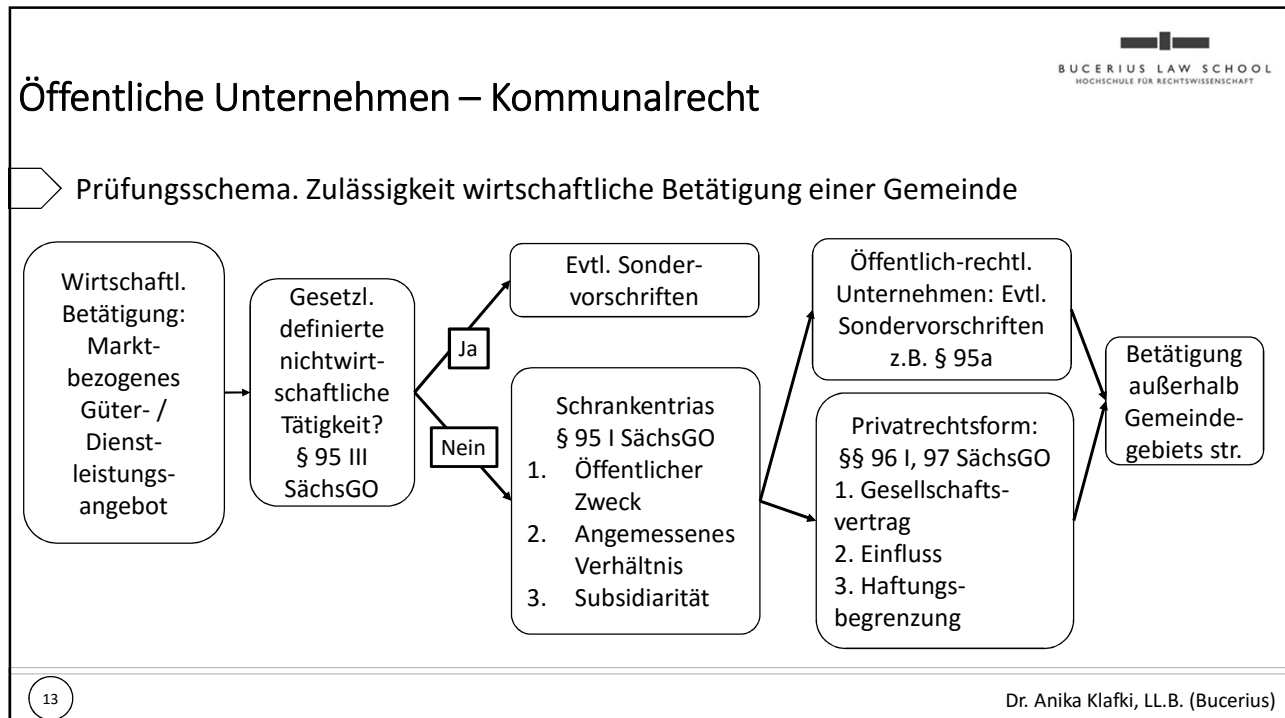 BUCERIUS LAW SCHOOL
HOCHSCHULE FÜR RECHTSWISSENSCHAFT
Öffentliche Unternehmen – Kommunalrecht
Prüfungsschema. Zulässigkeit wirtschaftliche Betätigung einer Gemeinde
Wirtschaftl.
Betätigung:
Markt-
bezogenes
Güter- /
Dienst-
leistungs-
angebot
Gesetzl.
definierte
nichtwirt-
schaftliche
Tätigkeit?
§ 95 III
SächsGO
Ja
Nein
Evtl. Sonder-
vorschriften
Schrankentrias
§ 95 I SächsGO
1. Öffentlicher
Zweck
2. Angemessenes
Verhältnis
3. Subsidiarität
Öffentlich-rechtl.
Unternehmen: Evtl.
Sondervorschriften
z.B. § 95a
Privatrechtsform:
§§ 96 I, 97 SächsGO
1. Gesellschafts-
vertrag
2. Einfluss
3. Haftungs-
begrenzung
Betätigung
außerhalb
Gemeinde-
gebiets str.
13
Dr. Anika Klafki, LL.B. (Bucerius)